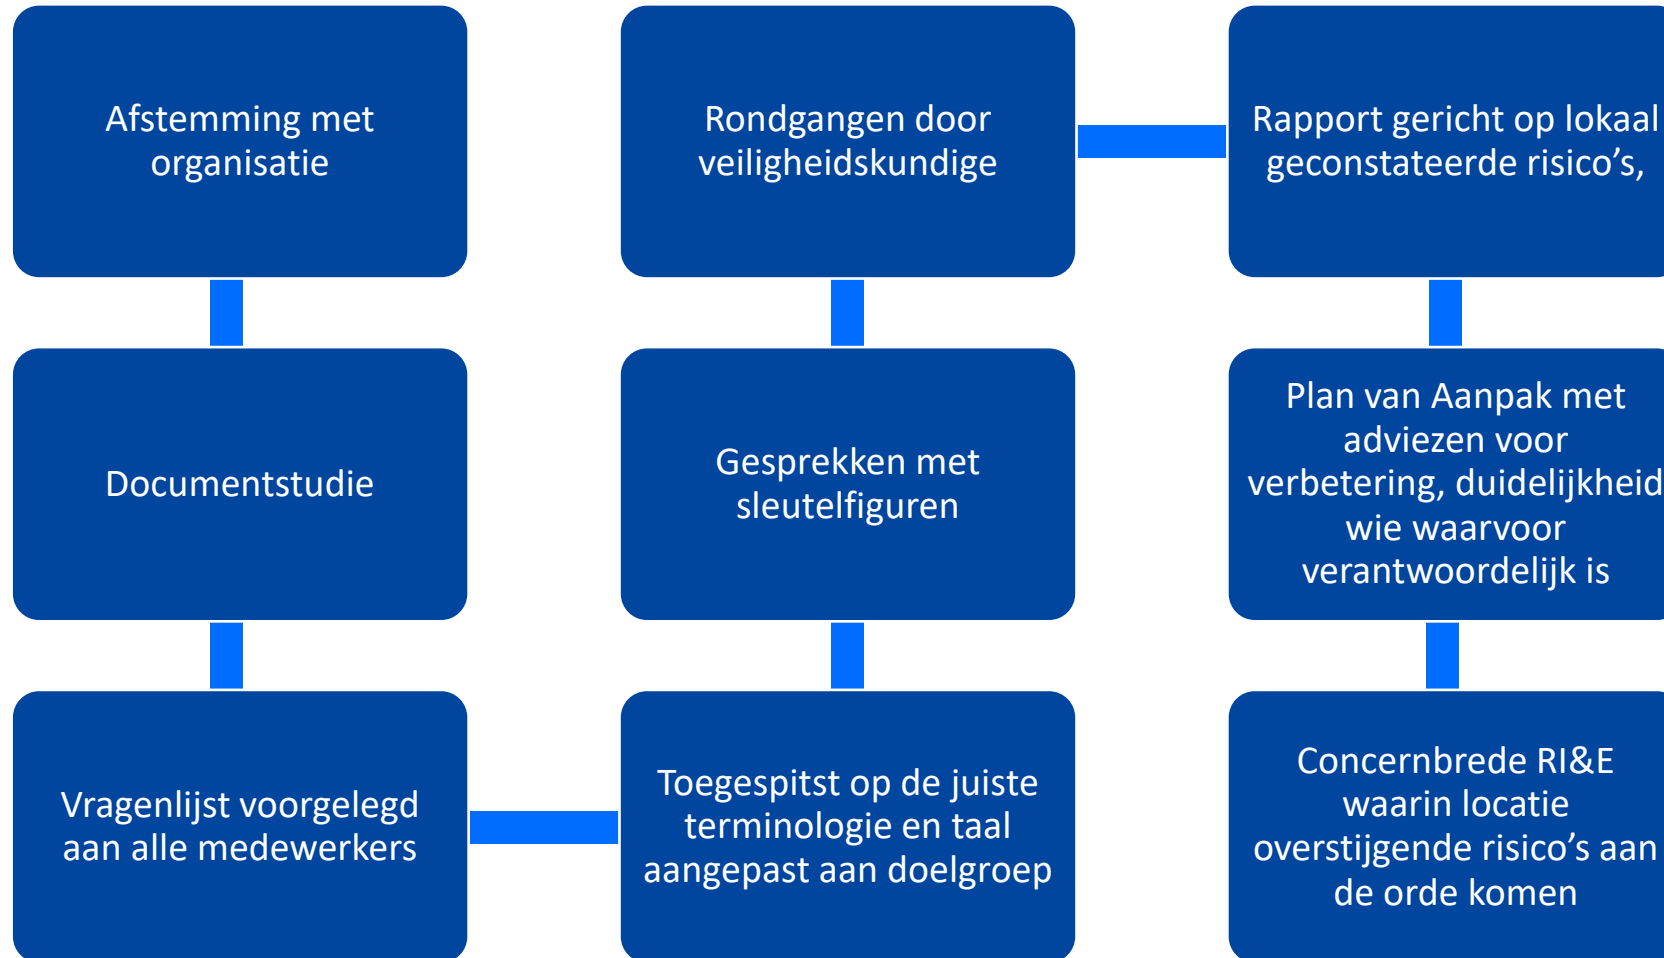 Afstemming met
organisatie
Documentstudie
Vragenlijst voorgelegd
aan alle medewerkers
Toegespitst op de juiste
terminologie en taal
aangepast aan doelgroep
Gesprekken met
sleutelfiguren
Rondgangen door
veiligheidskundige
Rapport gericht op lokaal
geconstateerde risico’s,
Plan van Aanpak met
adviezen voor
verbetering, duidelijkheid
wie waarvoor
verantwoordelijk is
Concernbrede RI&E
waarin locatie
overstijgende risico’s aan
de orde komen